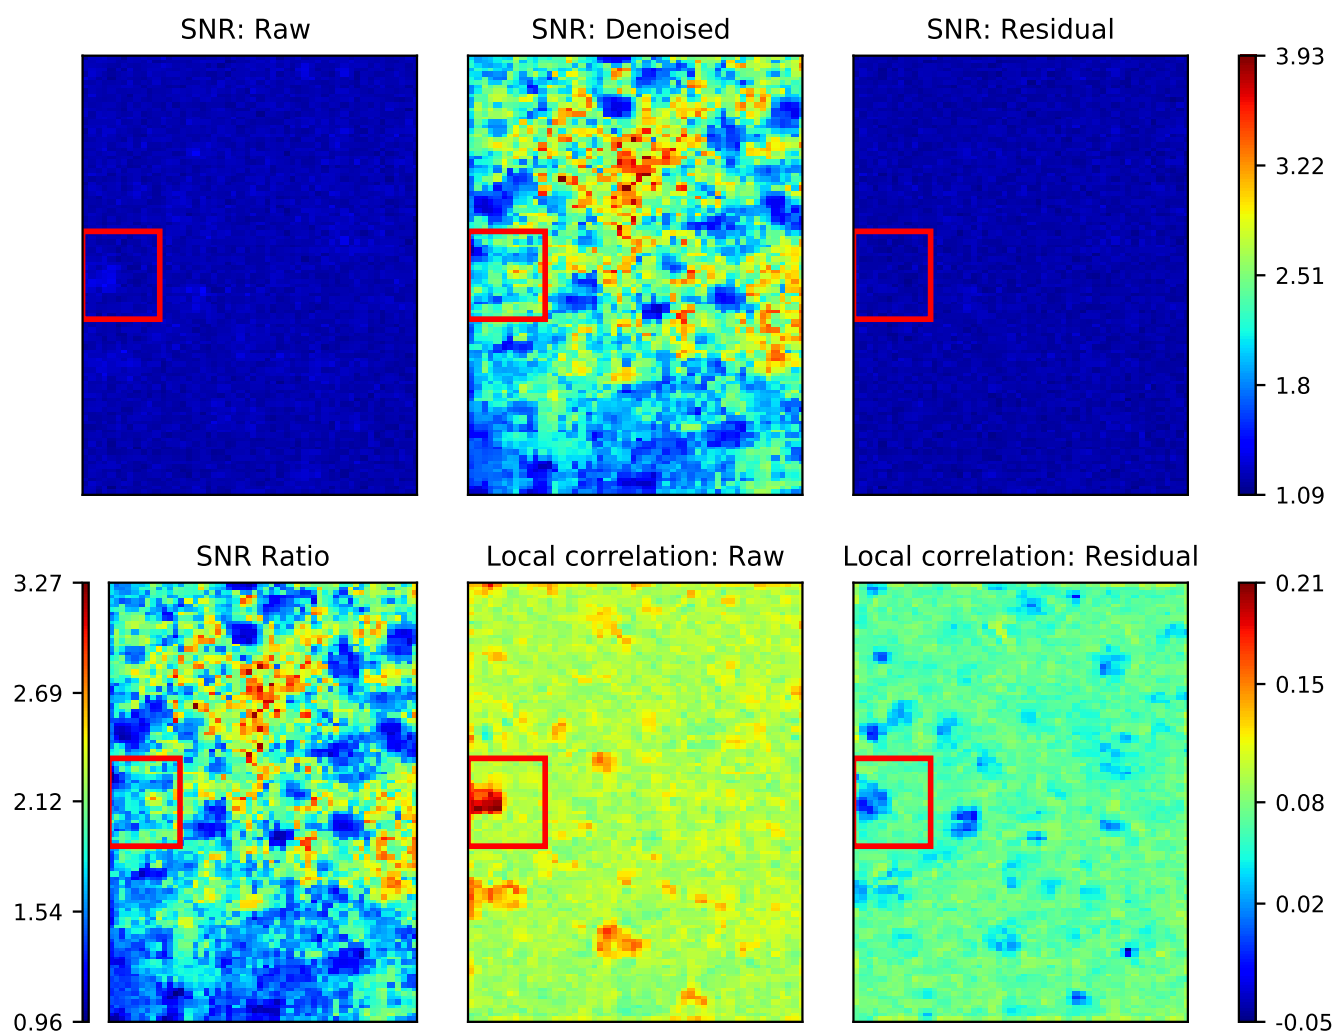 SNR: Raw
SNR: Denoised
SNR: Residual
3.93
3.22
2.51
1.8
1.09
SNR Ratio
Local correlation: Raw
Local correlation: Residual
3.27
2.69
2.12
1.54
0.96
0.21
0.15
0.08
0.02
-0.05